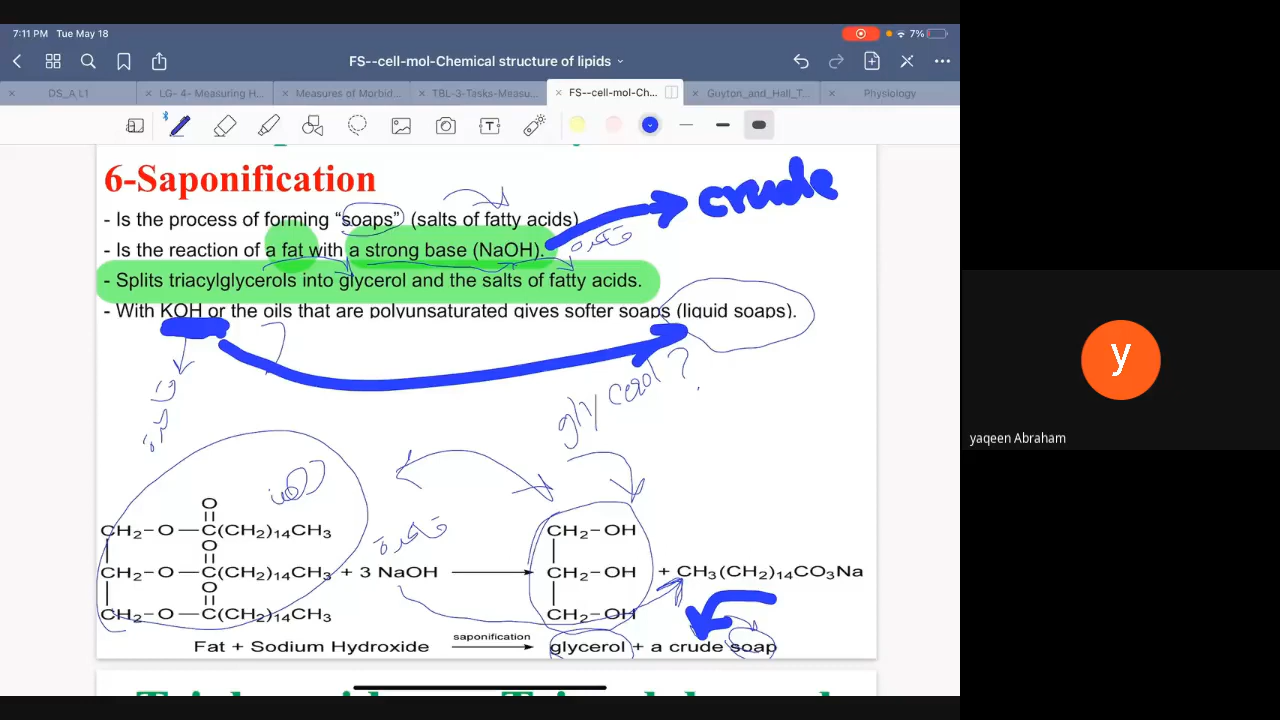 7:11 PM Tue May 18
7%
FS--cell-mol-Chemical structure of lipids
DS_A,L1
LG- 4- Measuring H...
Measures of Morbid...
TBL-3-Tasks-Measu...
FS--cell-mol-Ch...
Guyton_and_Hall_T...
Physiology
6-Saponification
crude
- Is the process of forming “soaps” (salts of fatty acids)
- Is the reaction of a fat with a strong base (NaOH).
قاعدة
- Splits triacylglycerols into glycerol and the salts of fatty acids.
- With KOH or the oils that are polyunsaturated gives softer soaps (liquid soaps).
glycerol?
y
yaqeen Abraham
الدهن
قاعدة
O
CH2–O—C(CH2)14CH3
CH2–OH
O
CH2–O—C(CH2)14CH3 + 3 NaOH
CH2–OH + CH3(CH2)14CO3Na
O
CH2–O—C(CH2)14CH3
CH2–OH
saponification
Fat + Sodium Hydroxide
glycerol + a crude soap